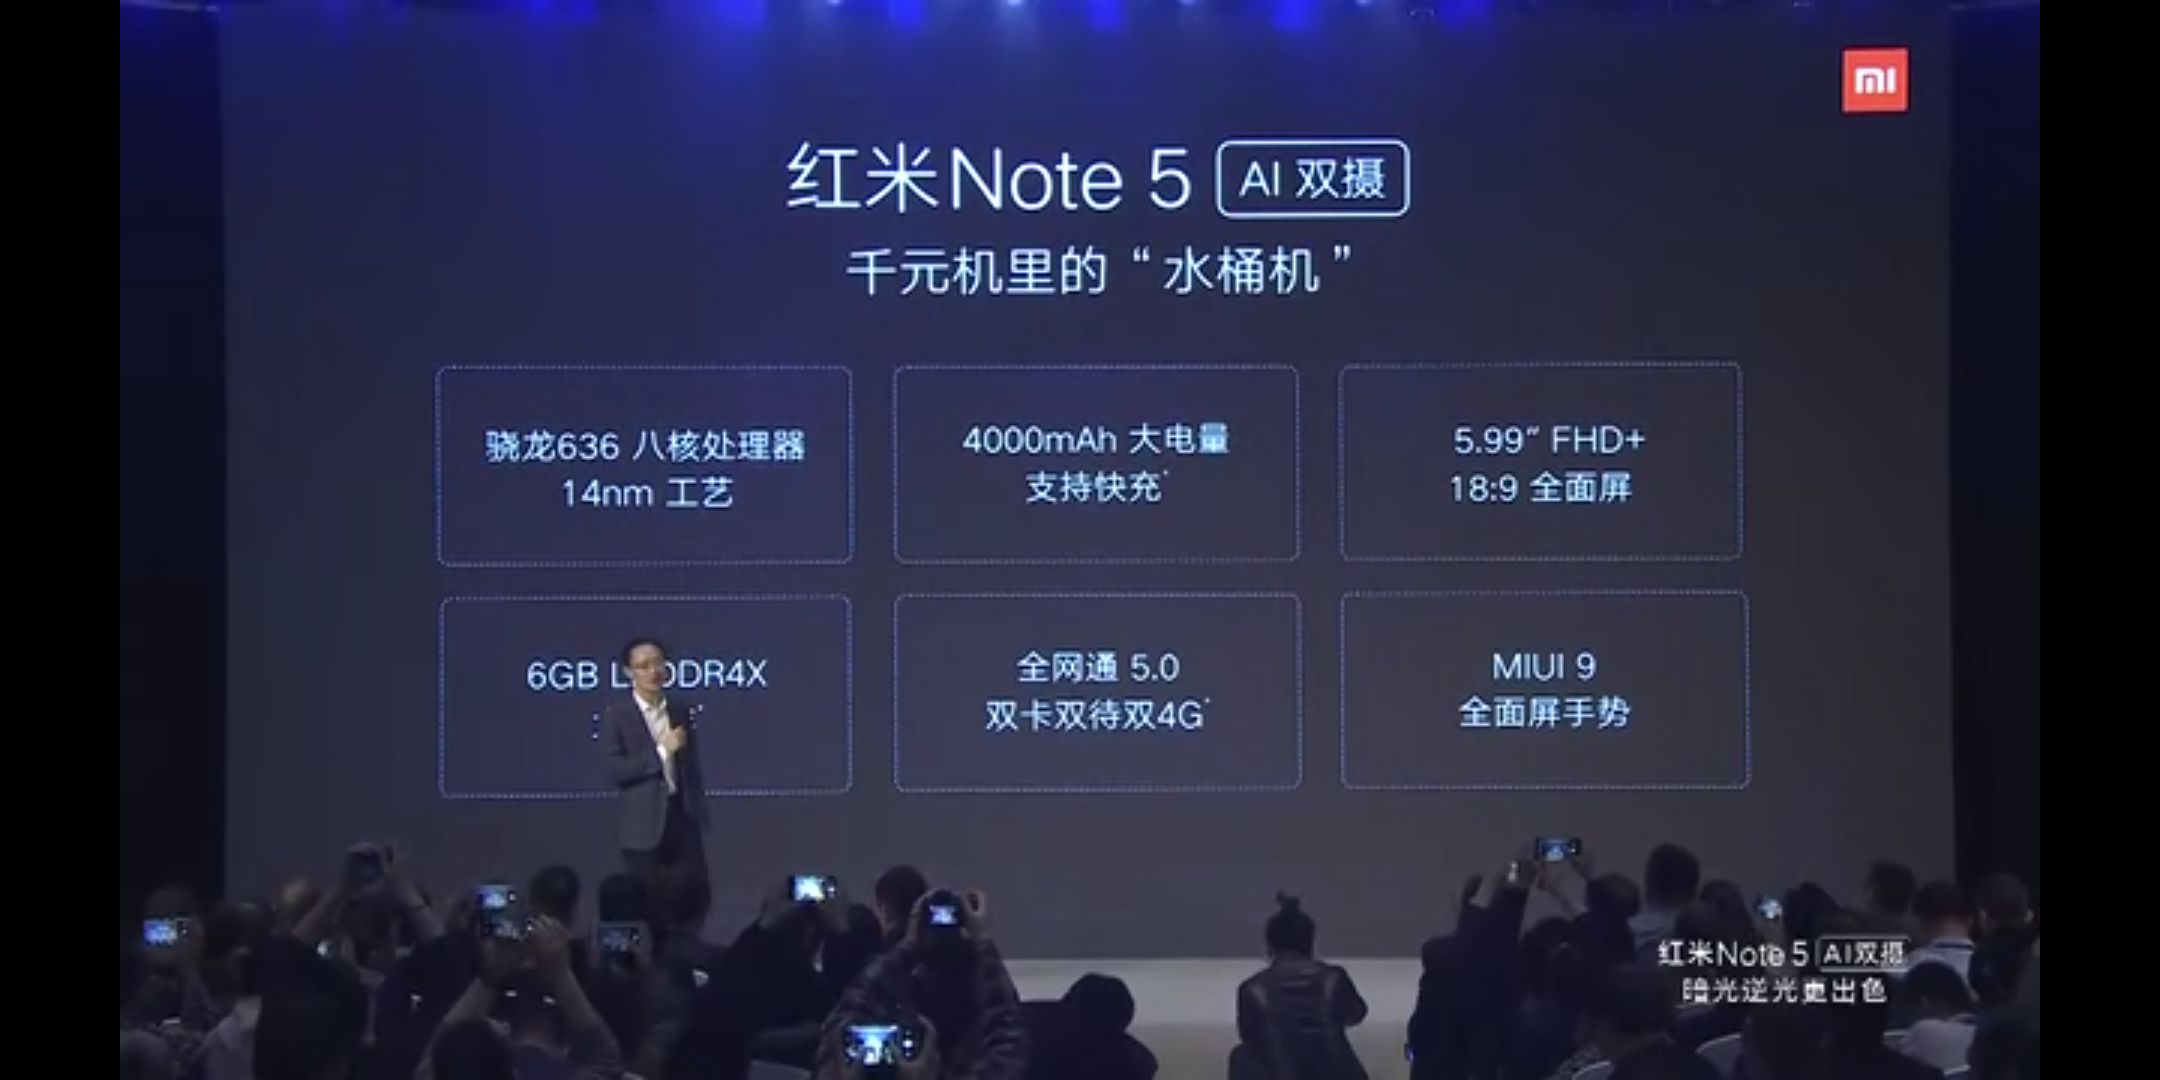 mi
红米Note 5 AI 双摄
千元机里的“水桶机”
骁龙636 八核处理器
14nm 工艺
4000mAh 大电量
支持快充*
5.99" FHD+
18:9 全面屏
6GB
全网通 5.0
双卡双待双4G*
MIUI 9
全面屏手势
红米Note 5 AI双摄
暗光逆光更出色